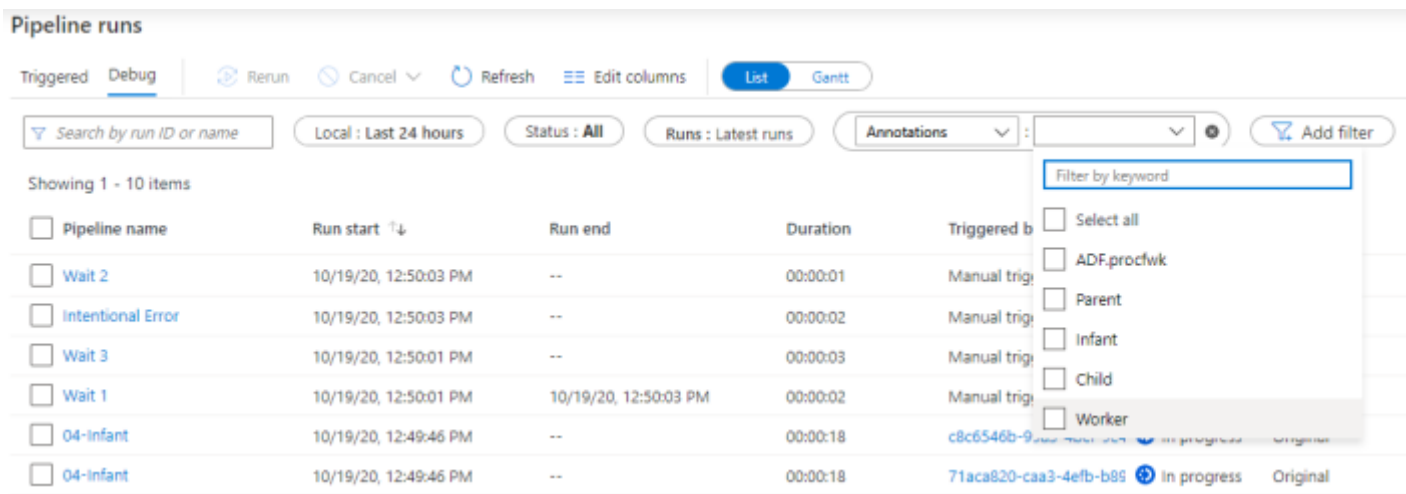 Pipeline runs
Triggered Debug Rerun Cancel Refresh Edit columns List Gantt
Search by run ID or name Local : Last 24 hours Status : All Runs : Latest runs Annotations : Add filter
Filter by keyword
Showing 1 - 10 items
Select all
Pipeline name Run start Run end Duration Triggered b
ADF.procfwk
Wait 2 10/19/20, 12:50:03 PM -- 00:00:01 Manual trig
Parent
Intentional Error 10/19/20, 12:50:03 PM -- 00:00:02 Manual trig
Infant
Wait 3 10/19/20, 12:50:01 PM -- 00:00:03 Manual trig
Child
Wait 1 10/19/20, 12:50:01 PM 10/19/20, 12:50:03 PM 00:00:02 Manual trig
Worker
04-Infant 10/19/20, 12:49:46 PM -- 00:00:18 In progress Original
04-Infant 10/19/20, 12:49:46 PM -- 00:00:18 71aca820-caa3-4efb-b89 In progress Original